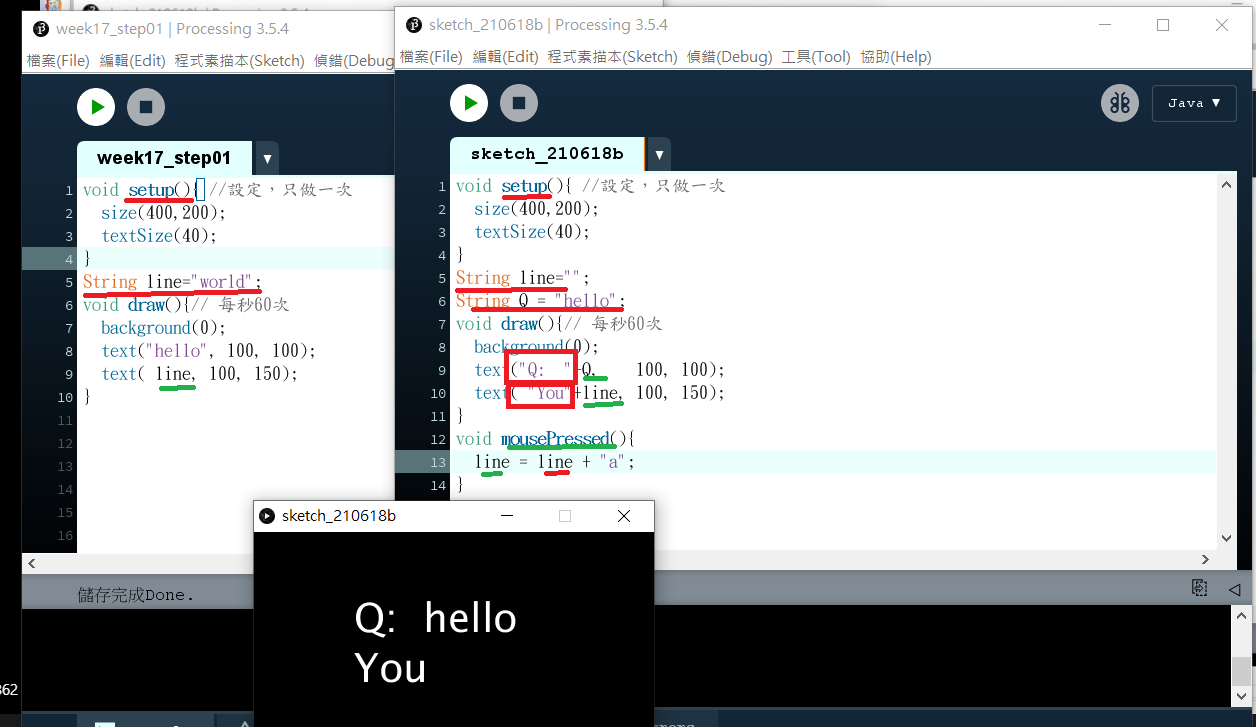 week17_step01 | Processing 3.5.4
檔案(File) 編輯(Edit) 程式素描本(Sketch) 偵錯(Debug
week17_step01 ▼
1 void setup(){ //設定，只做一次
2 size(400,200);
3 textSize(40);
4 }
5 String line="world";
6 void draw(){// 每秒60次
7 background(0);
8 text("hello", 100, 100);
9 text( line, 100, 150);
10 }
11
12
13
14
15
16
儲存完成Done.
sketch_210618b | Processing 3.5.4
檔案(File) 編輯(Edit) 程式素描本(Sketch) 偵錯(Debug) 工具(Tool) 協助(Help)
Java ▼
sketch_210618b ▼
1 void setup(){ //設定，只做一次
2 size(400,200);
3 textSize(40);
4 }
5 String line="";
6 String Q = "hello";
7 void draw(){// 每秒60次
8 background(0);
9 text("Q: "+Q, 100, 100);
10 text( "You"+line, 100, 150);
11 }
12 void mousePressed(){
13 line = line + "a";
14 }
sketch_210618b
Q: hello
You
862